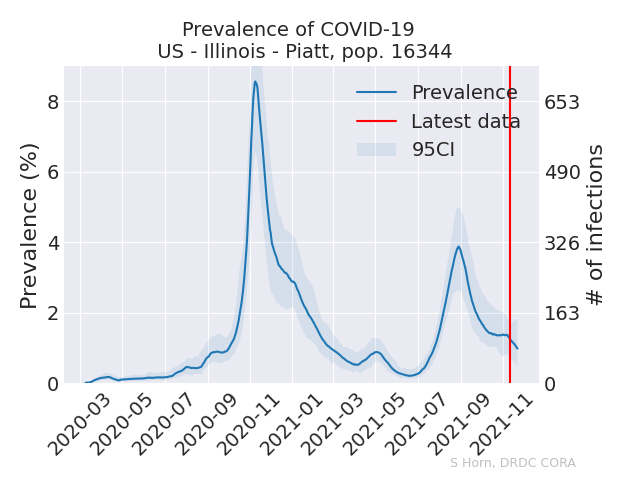 Prevalence of COVID-19
US - Illinois - Piatt, pop. 16344
Prevalence
Latest data
95CI
Prevalence (%)
8
6
4
2
0
653
490
326
163
0
# of infections
2020-03
2020-05
2020-07
2020-09
2020-11
2021-01
2021-03
2021-05
2021-07
2021-09
2021-11
S Horn, DRDC CORA